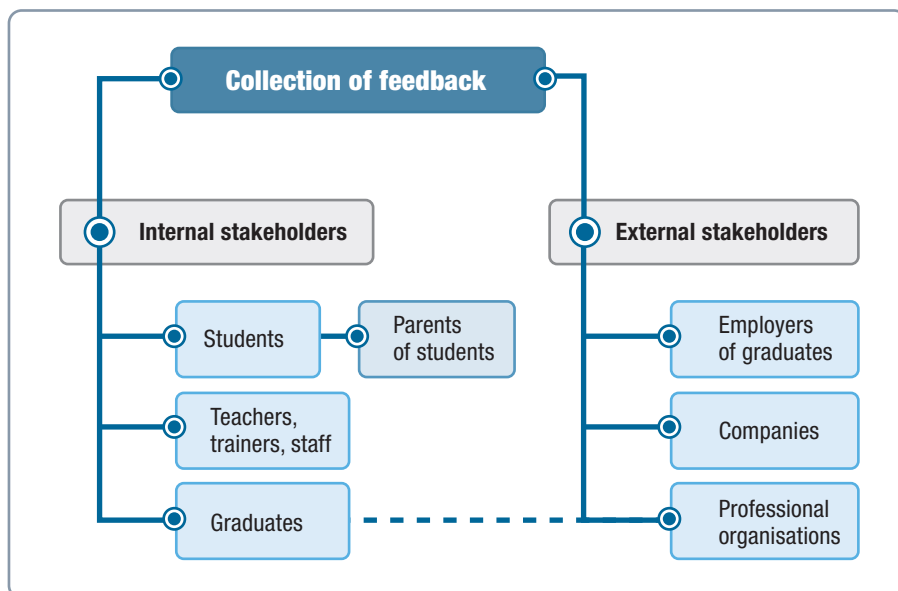 Collection of feedback
Internal stakeholders
External stakeholders
Students
Parents
of students
Employers
of graduates
Teachers,
trainers, staff
Companies
Graduates
Professional
organisations